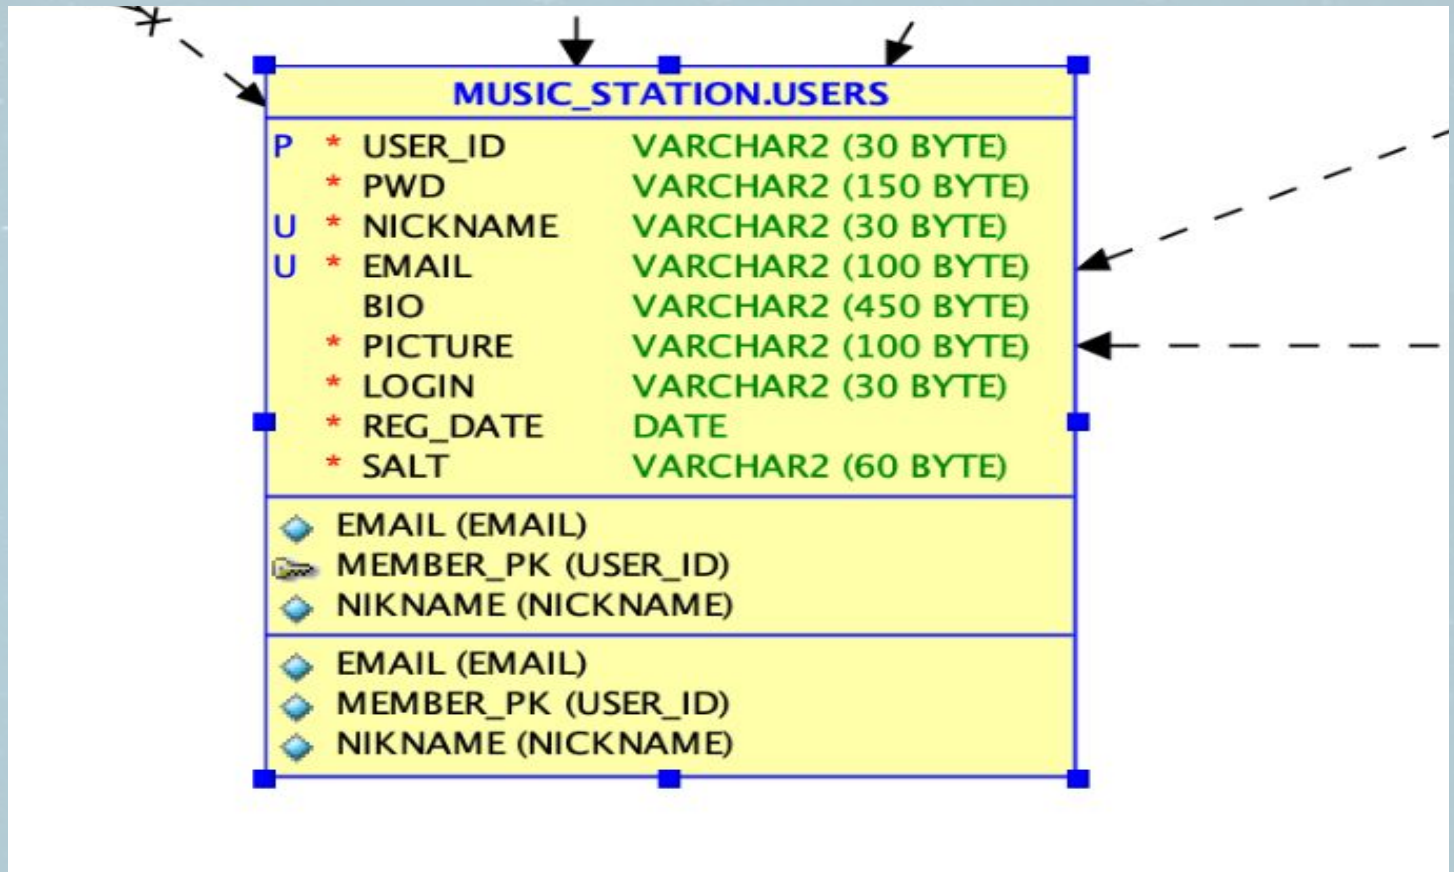 MUSIC_STATION.USERS
P * USER_ID VARCHAR2 (30 BYTE)
* PWD VARCHAR2 (150 BYTE)
U * NICKNAME VARCHAR2 (30 BYTE)
U * EMAIL VARCHAR2 (100 BYTE)
BIO VARCHAR2 (450 BYTE)
* PICTURE VARCHAR2 (100 BYTE)
* LOGIN VARCHAR2 (30 BYTE)
* REG_DATE DATE
* SALT VARCHAR2 (60 BYTE)
EMAIL (EMAIL)
MEMBER_PK (USER_ID)
NIKNAME (NICKNAME)
EMAIL (EMAIL)
MEMBER_PK (USER_ID)
NIKNAME (NICKNAME)